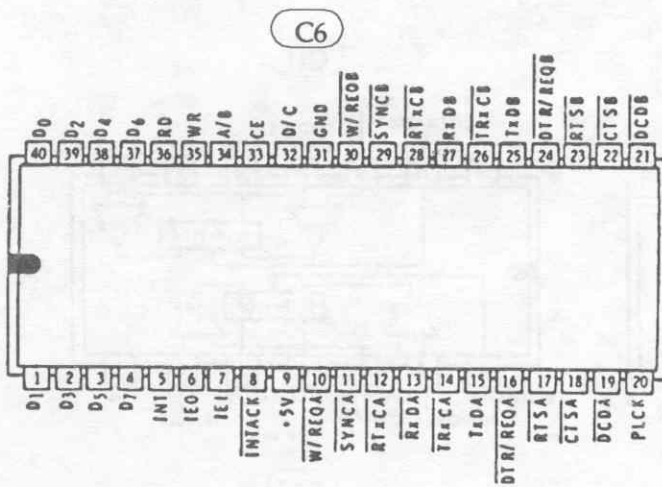 C6
D0 D2 D4 D6 RD WR A/B CE D/C GND W/REQB SYNCB RTxCB RxDB TRxCB TxDB DTR/REQB RTSB CTSB DCDB
40 39 38 37 36 35 34 33 32 31 30 29 28 27 26 25 24 23 22 21
1 2 3 4 5 6 7 8 9 10 11 12 13 14 15 16 17 18 19 20
D1 D3 D5 D7 INT IEO IEI INTACK +5V W/REQA SYNCA RTxCA RxDA TRxCA TxDA DTR/REQA RTSA CTSA DCDA PLCK